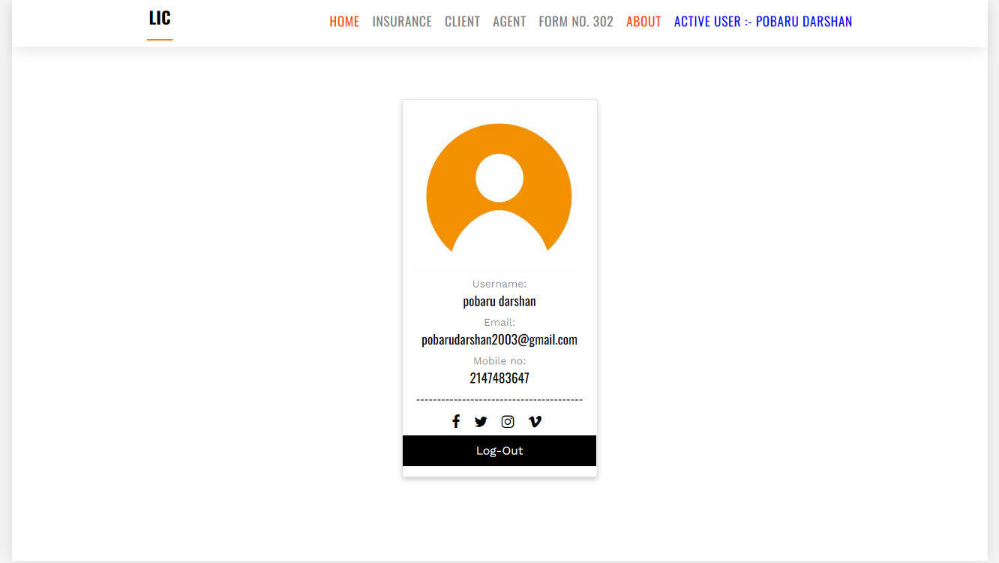 LIC
HOME INSURANCE CLIENT AGENT FORM NO. 302 ABOUT ACTIVE USER :- POBARU DARSHAN
Username:
pobaru darshan
Email:
pobarudarshan2003@gmail.com
Mobile no:
2147483647
----------------------------------------
Log-Out